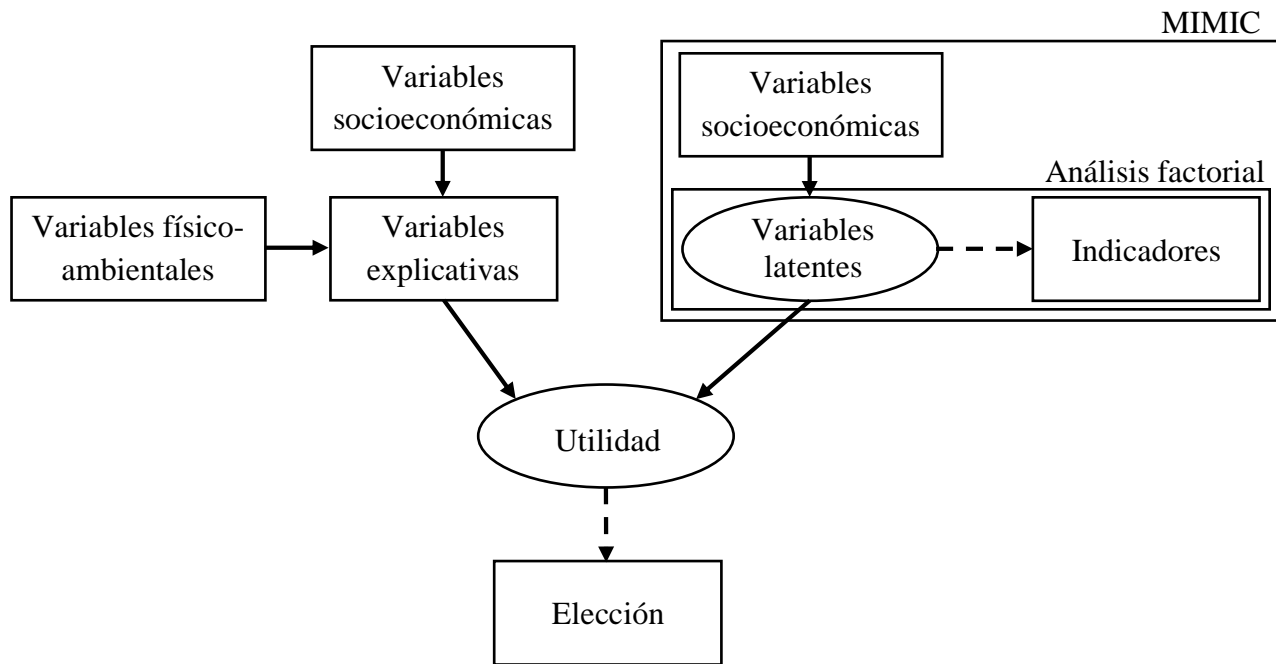 MIMIC
Variables
socioeconómicas
Variables
socioeconómicas
Análisis factorial
Variables físico-
ambientales
Variables
explicativas
Variables
latentes
Indicadores
Utilidad
Elección